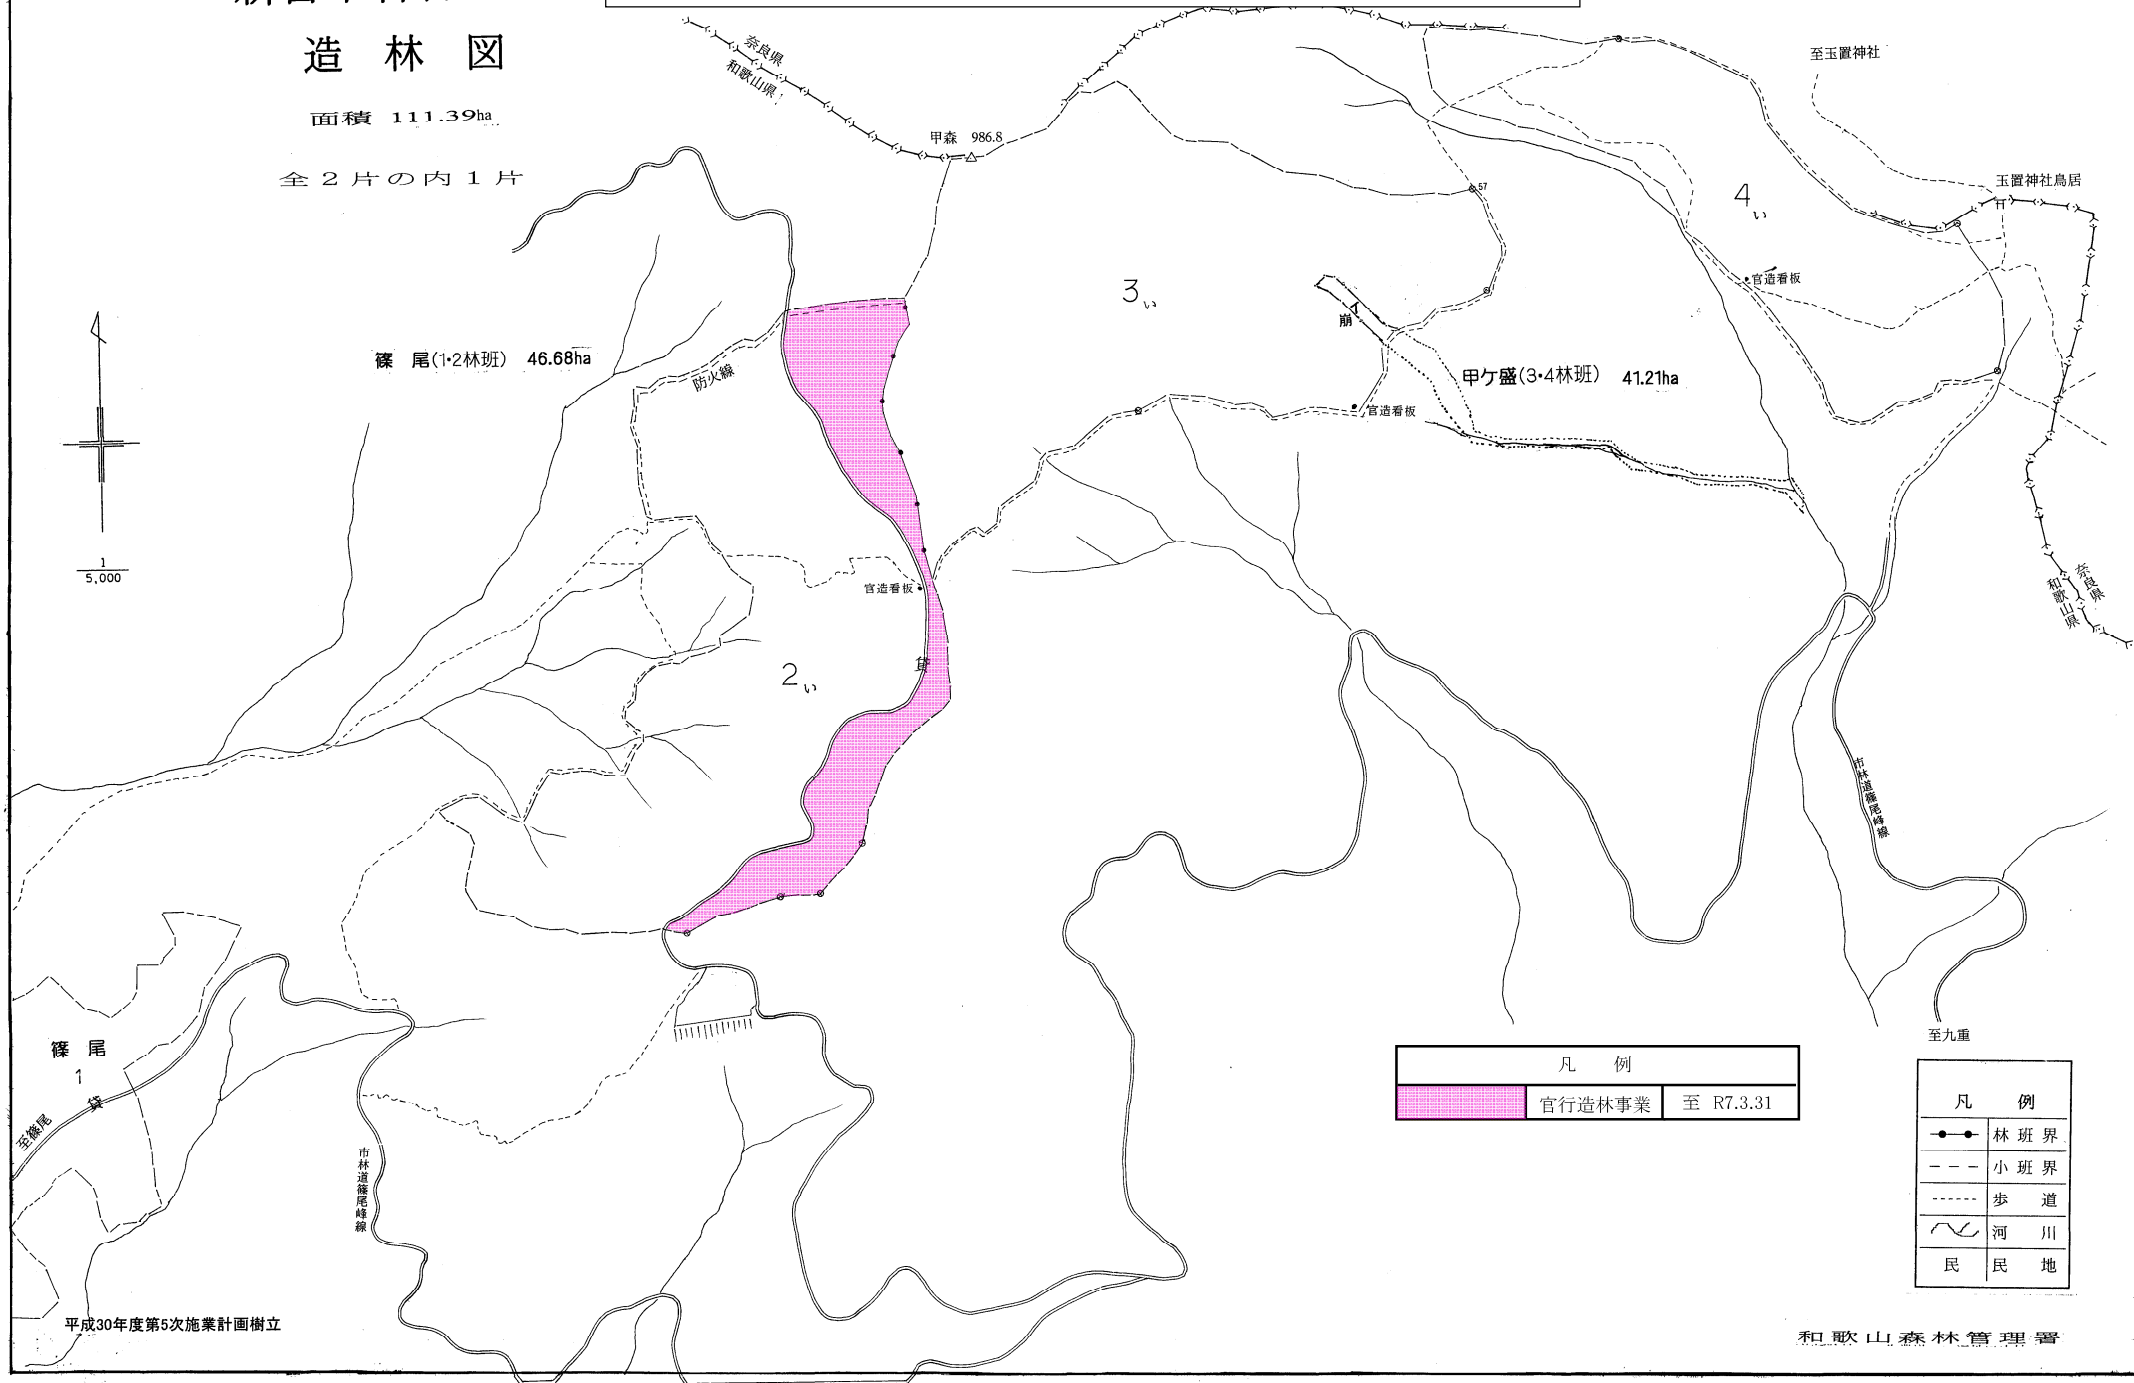 造林図
面積 111.39ha
全2片の内1片
奈良県
和歌山県
甲森 986.8
至玉置神社
玉置神社鳥居
57
4い
官造看板
3い
崩
篠 尾(1・2林班) 46.68ha
防火線
甲ケ盛(3・4林班) 41.21ha
官造看板
1
5,000
官造看板
奈良県
和歌山県
貸
2い
市林道篠尾峰線
至九重
篠 尾
1
貸
至篠尾
市林道篠尾峰線
凡 例
官行造林事業 至 R7.3.31
凡 例
林班界
小班界
歩 道
河 川
民 民 地
平成30年度第5次施業計画樹立
和歌山森林管理署